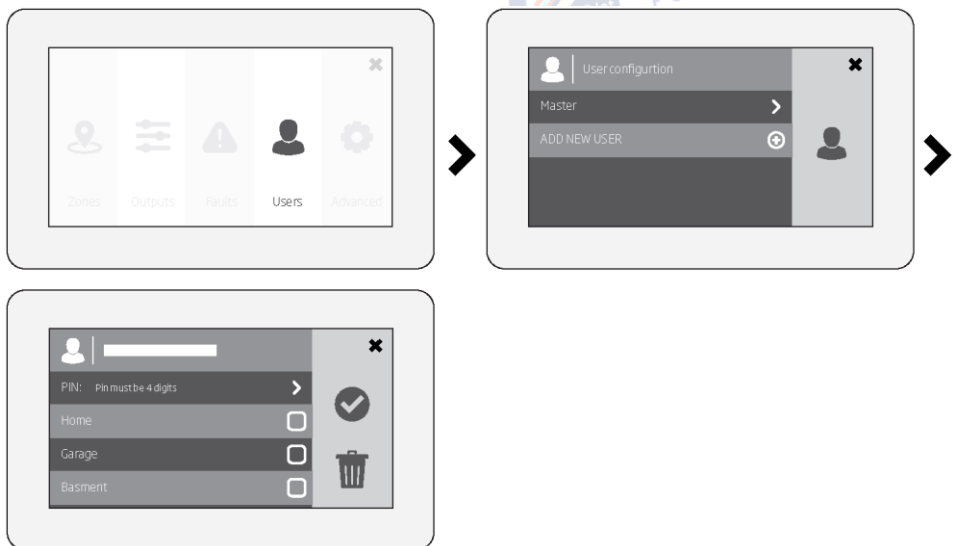 Zones Outputs Faults Users Advanced
User configurtion
Master
ADD NEW USER
PIN: Pin must be 4 digits
Home
Garage
Basment